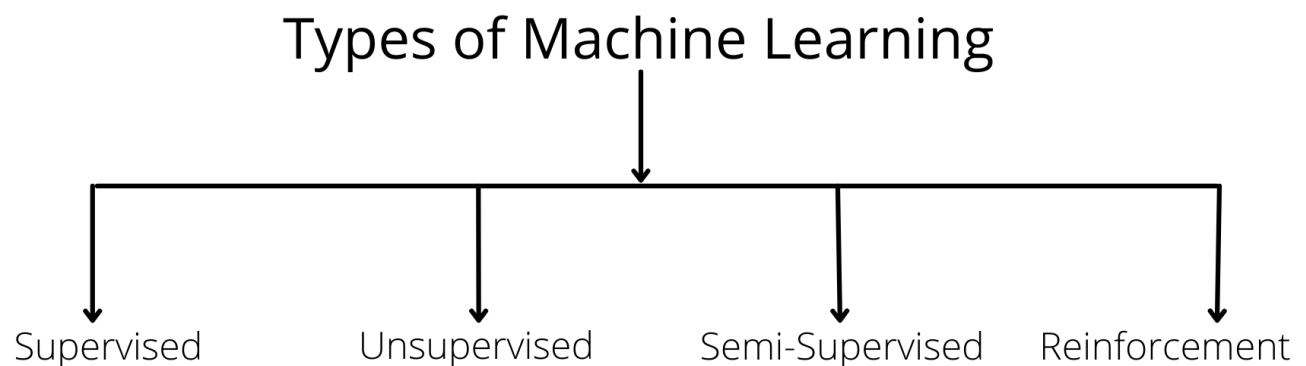 Types of Machine Learning
Supervised
Unsupervised
Semi-Supervised
Reinforcement